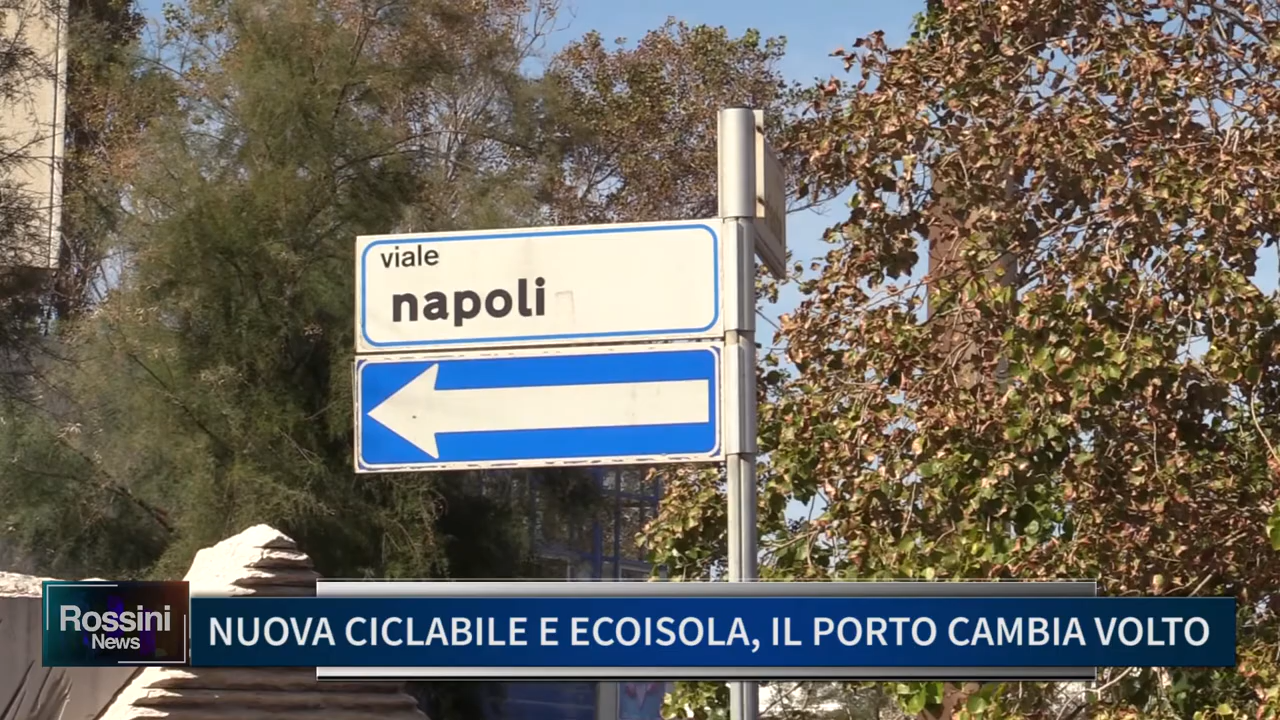 viale
napoli
Rossini
News
NUOVA CICLABILE E ECOISOLA, IL PORTO CAMBIA VOLTO